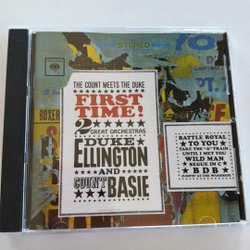 STEREO
THE COUNT MEETS THE DUKE
FIRST
TIME!
2 GREAT ORCHESTRAS
DUKE
ELLINGTON
AND
COUNT
BASIE
BATTLE ROYAL
TO YOU
TAKE THE "A" TRAIN
UNTIL I MET YOU
WILD MAN
SEGUE IN C
B D B
JUMPIN' AT THE WOODSIDE
BOXER